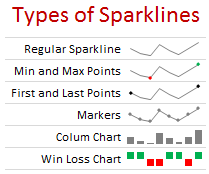 Types of Sparklines
Regular Sparkline
Min and Max Points
First and Last Points
Markers
Colum Chart
Win Loss Chart